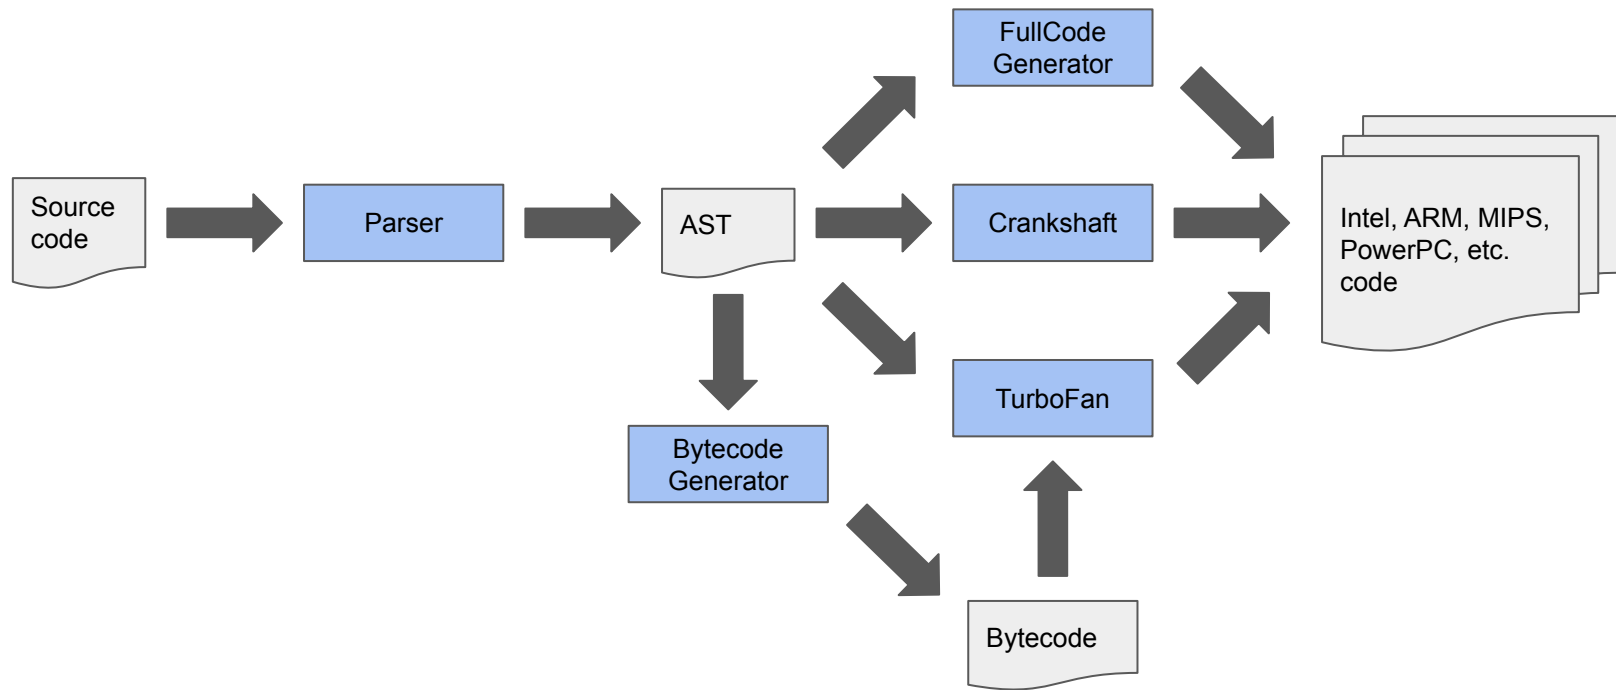 FullCode
Generator
Source
code
Parser
AST
Crankshaft
Intel, ARM, MIPS,
PowerPC, etc.
code
TurboFan
Bytecode
Generator
Bytecode